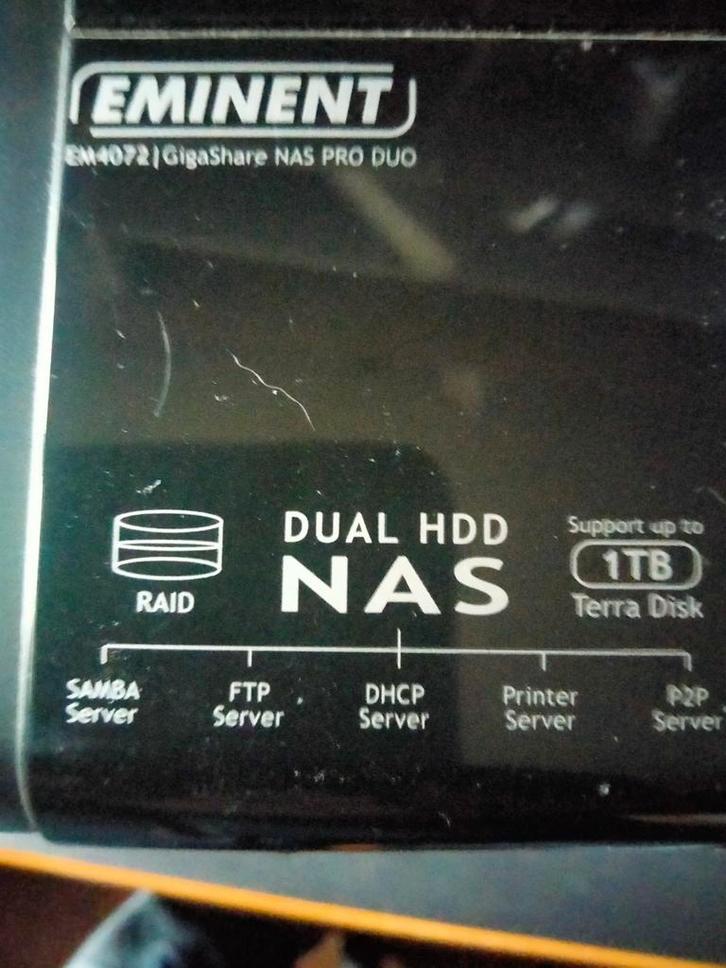 EMINENT
EM4072|GigaShare NAS PRO DUO
DUAL HDD
NAS
RAID
Support up to
1TB
Terra Disk
SAMBA
Server
FTP
Server
DHCP
Server
Printer
Server
P2P
Server